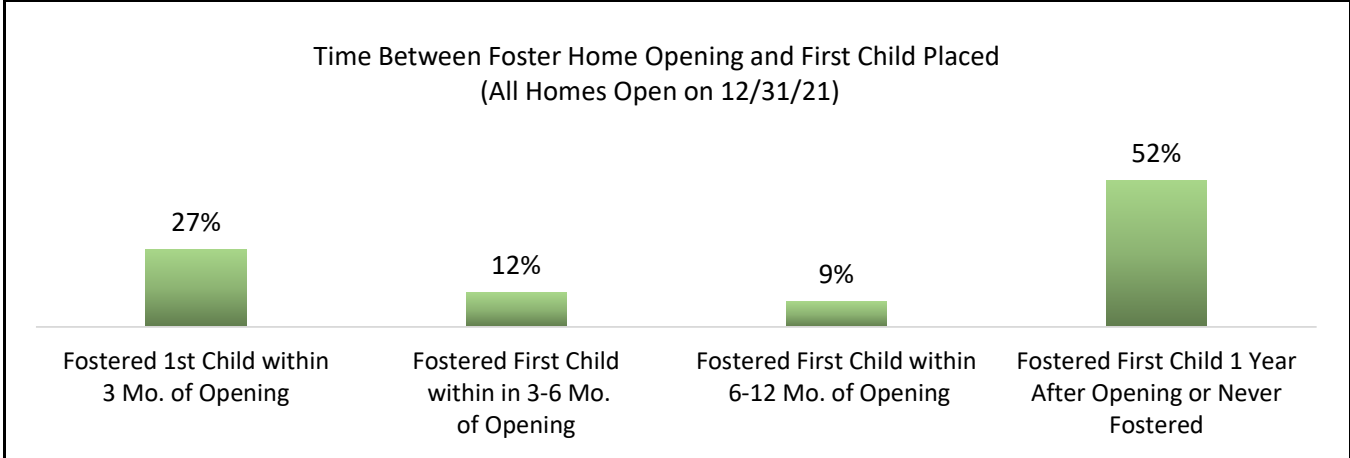 Time Between Foster Home Opening and First Child Placed
(All Homes Open on 12/31/21)
27%
12%
9%
52%
Fostered 1st Child within
3 Mo. of Opening
Fostered First Child
within in 3-6 Mo.
of Opening
Fostered First Child within
6-12 Mo. of Opening
Fostered First Child 1 Year
After Opening or Never
Fostered